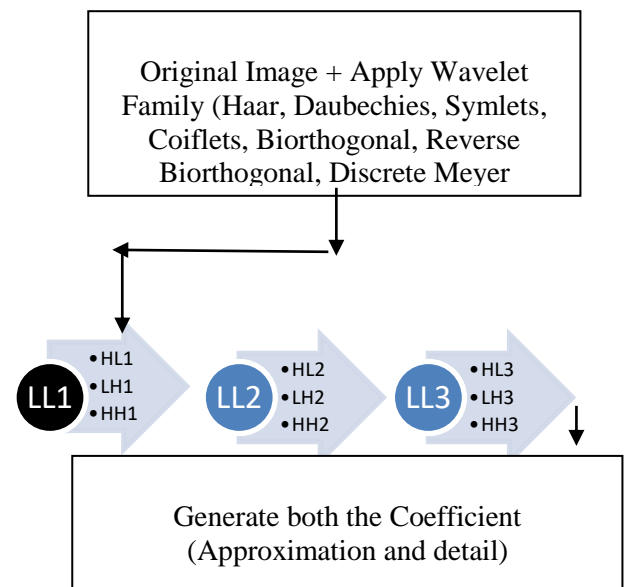 Original Image + Apply Wavelet
Family (Haar, Daubechies, Symlets,
Coiflets, Biorthogonal, Reverse
Biorthogonal, Discrete Meyer
LL1
• HL1
• LH1
• HH1
LL2
• HL2
• LH2
• HH2
LL3
• HL3
• LH3
• HH3
Generate both the Coefficient
(Approximation and detail)